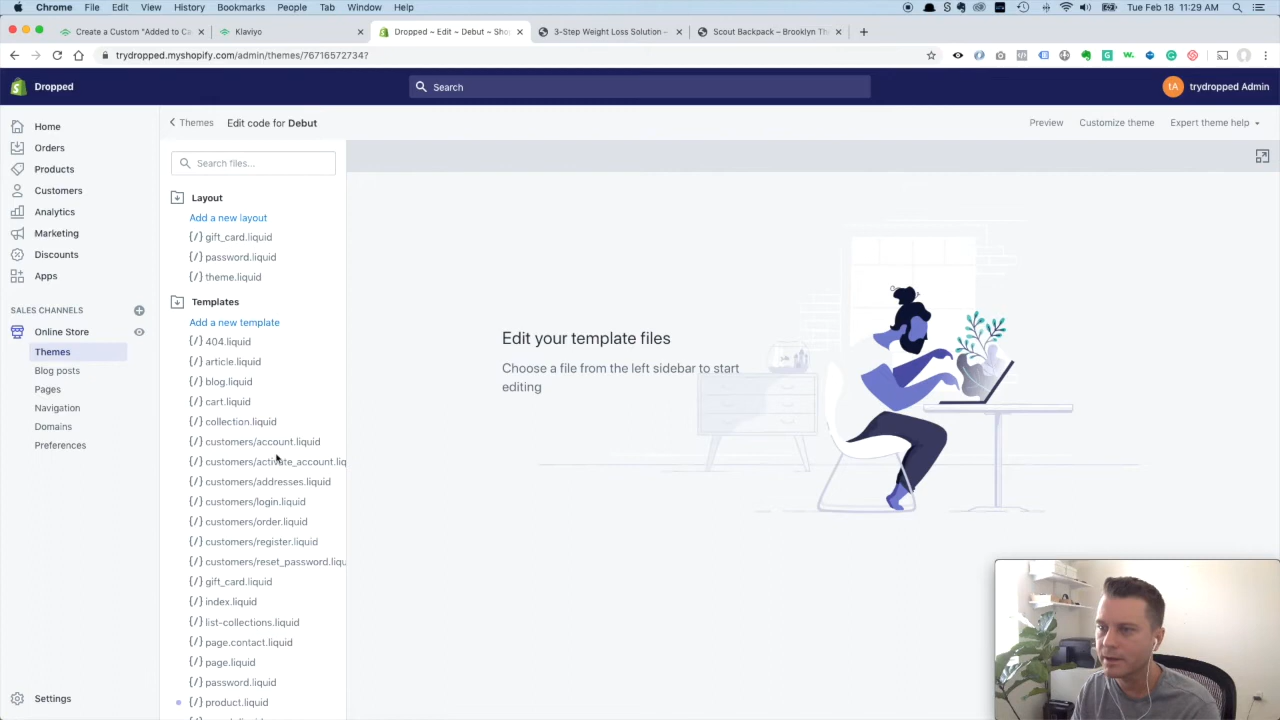 Chrome File Edit View History Bookmarks People Tab Window Help
Tue Feb 18 11:29 AM
Create a Custom "Added to Ca
Klaviyo
Dropped ~ Edit ~ Debut ~ Sho
3-Step Weight Loss Solution –
Scout Backpack – Brooklyn Th
trydropped.myshopify.com/admin/themes/76716572734?
Dropped
Search
tA
trydropped Admin
Home
Orders
Products
Customers
Analytics
Marketing
Discounts
Apps
SALES CHANNELS
Online Store
Themes
Blog posts
Pages
Navigation
Domains
Preferences
Settings
Themes
Edit code for Debut
Preview
Customize theme
Expert theme help
Search files...
Layout
Add a new layout
{/} gift_card.liquid
{/} password.liquid
{/} theme.liquid
Templates
Add a new template
{/} 404.liquid
{/} article.liquid
{/} blog.liquid
{/} cart.liquid
{/} collection.liquid
{/} customers/account.liquid
{/} customers/activate_account.liq
{/} customers/addresses.liquid
{/} customers/login.liquid
{/} customers/order.liquid
{/} customers/register.liquid
{/} customers/reset_password.liqu
{/} gift_card.liquid
{/} index.liquid
{/} list-collections.liquid
{/} page.contact.liquid
{/} page.liquid
{/} password.liquid
{/} product.liquid
Edit your template files
Choose a file from the left sidebar to start
editing